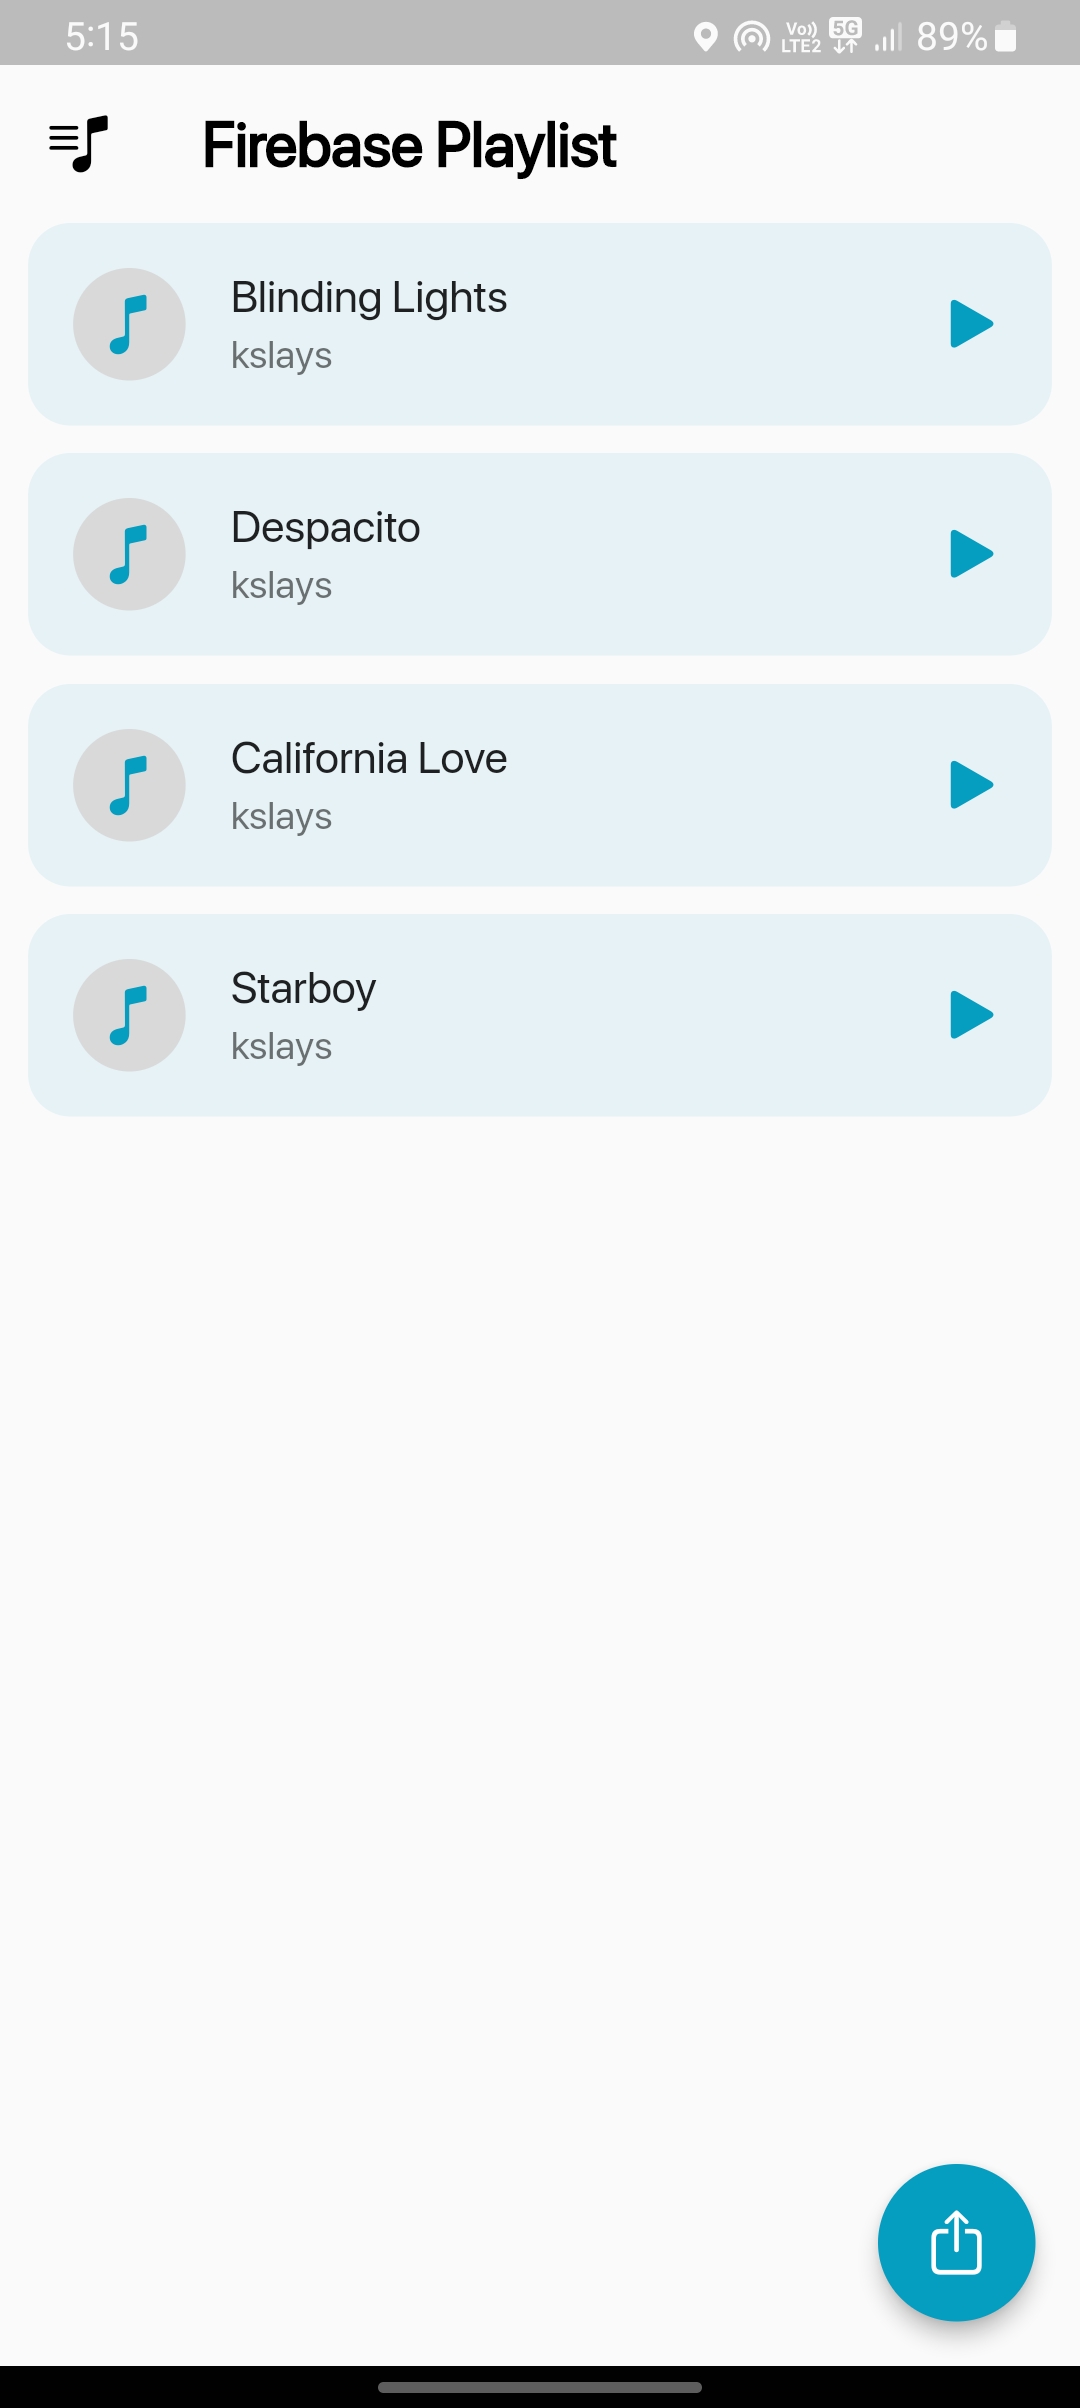 5:15
Vo LTE2 5G 89%
Firebase Playlist
Blinding Lights
kslays
Despacito
kslays
California Love
kslays
Starboy
kslays